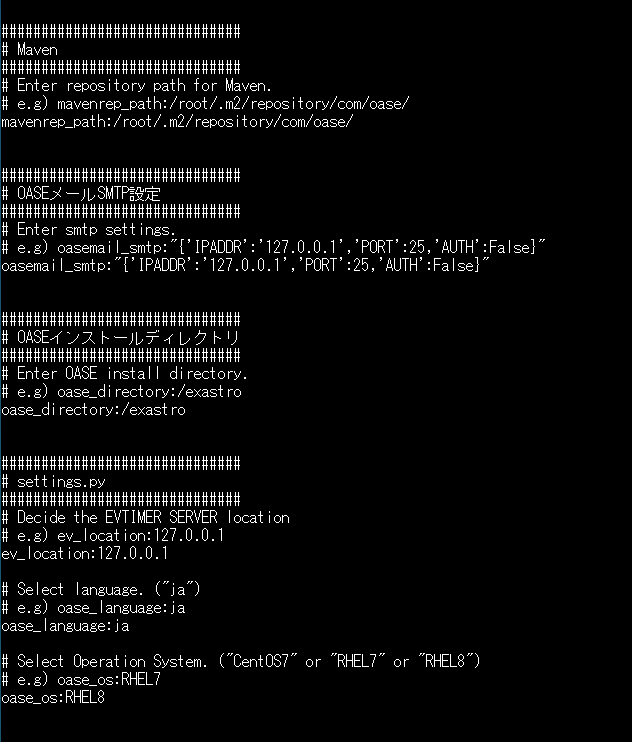 ##############################
# Maven
##############################
# Enter repository path for Maven.
# e.g) mavenrep_path:/root/.m2/repository/com/oase/
mavenrep_path:/root/.m2/repository/com/oase/
##############################
# OASEメールSMTP設定
##############################
# Enter smtp settings.
# e.g) oasemail_smtp:"{'IPADDR':'127.0.0.1','PORT':25,'AUTH':False}"
oasemail_smtp:"{'IPADDR':'127.0.0.1','PORT':25,'AUTH':False}"
##############################
# OASEインストールディレクトリ
##############################
# Enter OASE install directory.
# e.g) oase_directory:/exastro
oase_directory:/exastro
##############################
# settings.py
##############################
# Decide the EVTIMER SERVER location
# e.g) ev_location:127.0.0.1
ev_location:127.0.0.1
# Select language. ("ja")
# e.g) oase_language:ja
oase_language:ja
# Select Operation System. ("CentOS7" or "RHEL7" or "RHEL8")
# e.g) oase_os:RHEL7
oase_os:RHEL8